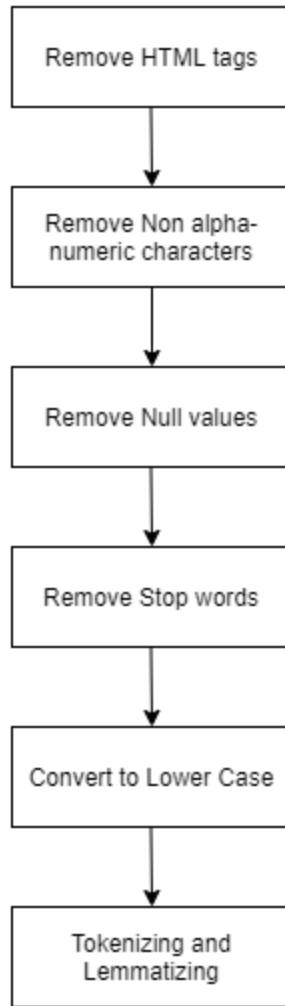 Remove HTML tags
Remove Non alpha-
numeric characters
Remove Null values
Remove Stop words
Convert to Lower Case
Tokenizing and
Lemmatizing